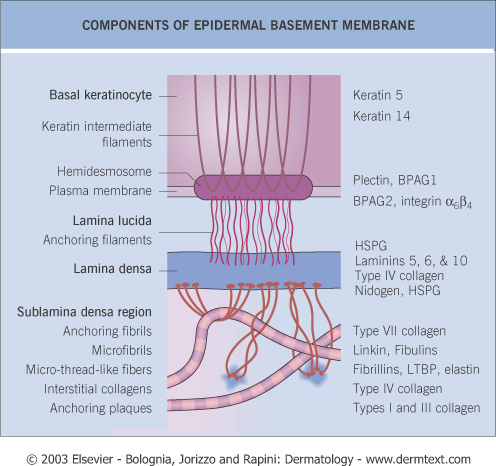 COMPONENTS OF EPIDERMAL BASEMENT MEMBRANE
Basal keratinocyte
Keratin intermediate
filaments
Hemidesmosome
Plasma membrane
Lamina lucida
Anchoring filaments
Lamina densa
Sublamina densa region
Anchoring fibrils
Microfibrils
Micro-thread-like fibers
Interstitial collagens
Anchoring plaques
Keratin 5
Keratin 14
Plectin, BPAG1
BPAG2, integrin α₆β₄
HSPG
Laminins 5, 6, & 10
Type IV collagen
Nidogen, HSPG
Type VII collagen
Linkin, Fibulins
Fibrillins, LTBP, elastin
Type IV collagen
Types I and III collagen
© 2003 Elsevier - Bolognia, Jorizzo and Rapini: Dermatology - www.dermtext.com